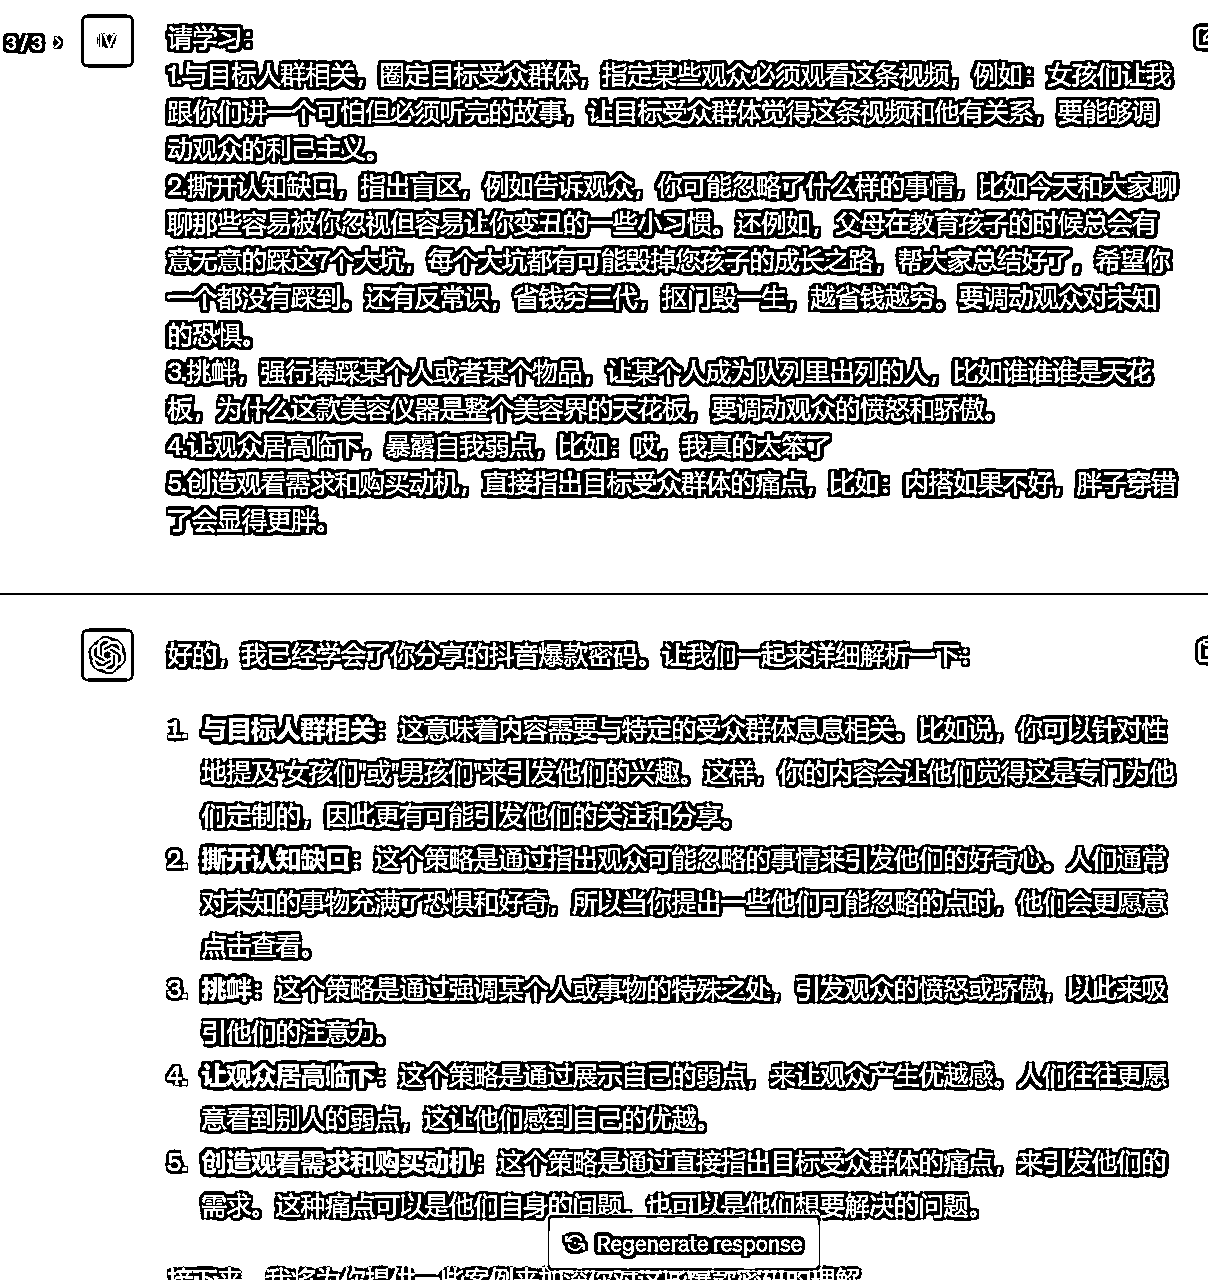 3/3
请学习：
1.与目标人群相关，圈定目标受众群体，指定某些观众必须观看这条视频，例如：女孩们让我
跟你们讲一个可怕但必须听完的故事，让目标受众群体觉得这条视频和他有关系，要能够调
动观众的利己主义。
2.撕开认知缺口，指出盲区，例如告诉观众，你可能忽略了什么样的事情，比如今天和大家聊
聊那些容易被你忽视但容易让你变丑的一些小习惯。还例如，父母在教育孩子的时候总会有
意无意的踩这7个大坑，每个大坑都有可能毁掉您孩子的成长之路，帮大家总结好了，希望你
一个都没有踩到。还有反常识，省钱穷三代，抠门毁一生，越省钱越穷。要调动观众对未知
的恐惧。
3.挑衅，强行捧踩某个人或者某个物品，让某个人成为队列里出列的人，比如谁谁谁是天花
板，为什么这款美容仪器是整个美容界的天花板，要调动观众的愤怒和骄傲。
4.让观众居高临下，暴露自我弱点，比如：哎，我真的太笨了
5.创造观看需求和购买动机，直接指出目标受众群体的痛点，比如：内搭如果不好，胖子穿错
了会显得更胖。
好的，我已经学会了你分享的抖音爆款密码。让我们一起来详细解析一下：
1. 与目标人群相关：这意味着内容需要与特定的受众群体息息相关。比如说，你可以针对性
地提及"女孩们"或"男孩们"来引发他们的兴趣。这样，你的内容会让他们觉得这是专门为他
们定制的，因此更有可能引发他们的关注和分享。
2. 撕开认知缺口：这个策略是通过指出观众可能忽略的事情来引发他们的好奇心。人们通常
对未知的事物充满了恐惧和好奇，所以当你提出一些他们可能忽略的点时，他们会更愿意
点击查看。
3. 挑衅：这个策略是通过强调某个人或事物的特殊之处，引发观众的愤怒或骄傲，以此来吸
引他们的注意力。
4. 让观众居高临下：这个策略是通过展示自己的弱点，来让观众产生优越感。人们往往更愿
意看到别人的弱点，这让他们感到自己的优越。
5. 创造观看需求和购买动机：这个策略是通过直接指出目标受众群体的痛点，来引发他们的
需求。这种痛点可以是他们自身的问题，也可以是他们想要解决的问题。
Regenerate response
接下来，我将为你提供一些案例来加深你对这些爆款密码的理解